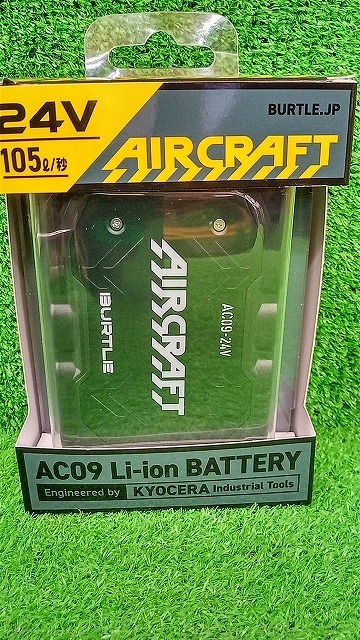 24V
BURTLE.JP
105ℓ/秒
AIRCRAFT
AIRCRAFT
BURTLE
AC09-24V
AC09 Li-ion BATTERY
Engineered by KYOCERA Industrial Tools